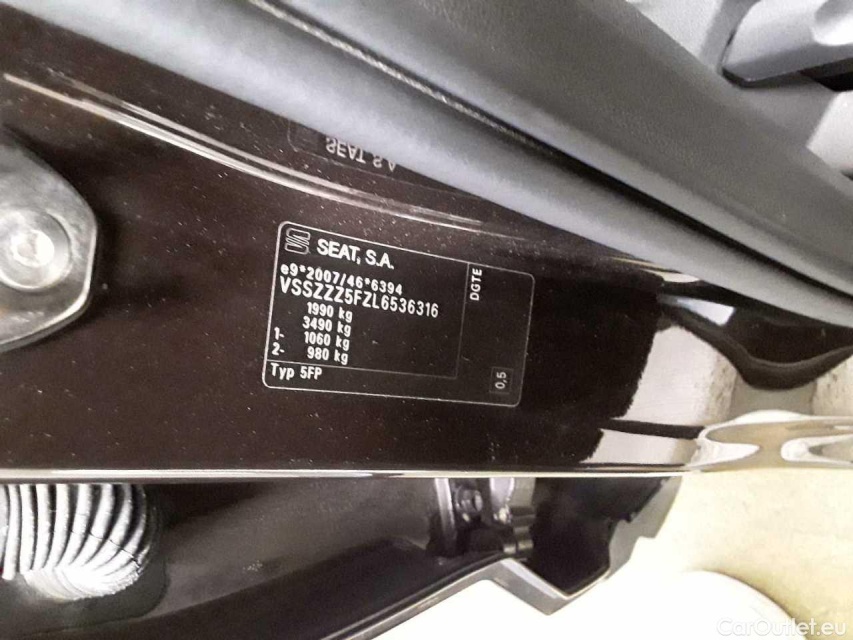 SEAT, S.A.
SEAT, S.A.
e9*2007/46*6394
VSSZZZ5FZL6536316
1990 kg
3490 kg
1- 1060 kg
2- 980 kg
Typ 5FP
DGTE
0,5
CarOutlet.eu